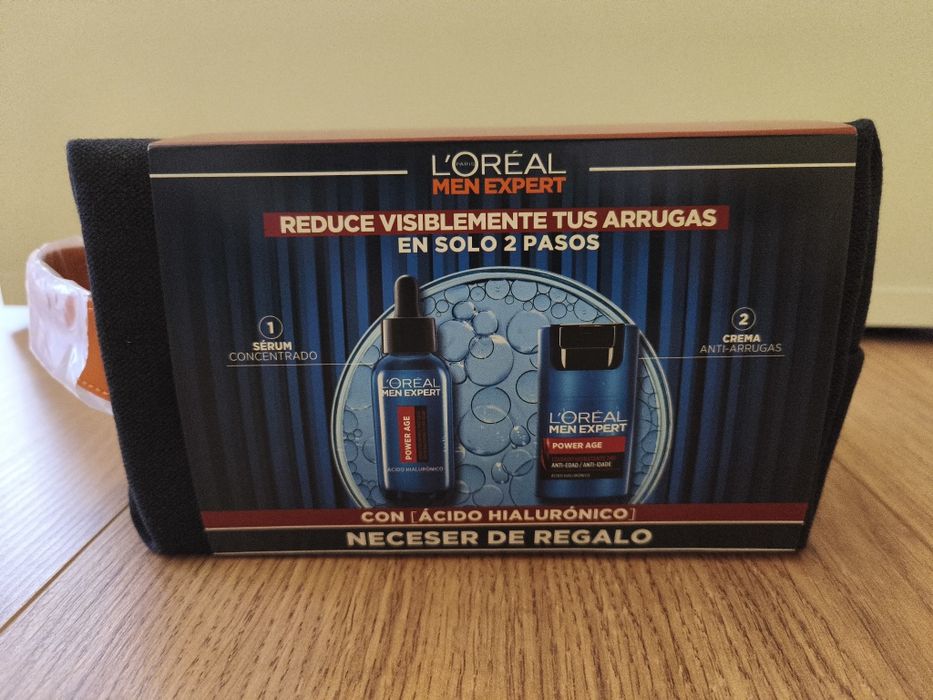 L'ORÉAL
PARIS
MEN EXPERT
REDUCE VISIBLEMENTE TUS ARRUGAS
EN SOLO 2 PASOS
1
SÉRUM
CONCENTRADO
2
CREMA
ANTI-ARRUGAS
L'ORÉAL
MEN EXPERT
POWER AGE
ÁCIDO HIALURÓNICO
L'ORÉAL
MEN EXPERT
POWER AGE
ANTI-EDAD / ANTI-IDADE
ÁCIDO HIALURÓNICO
CON [ÁCIDO HIALURÓNICO]
NECESER DE REGALO